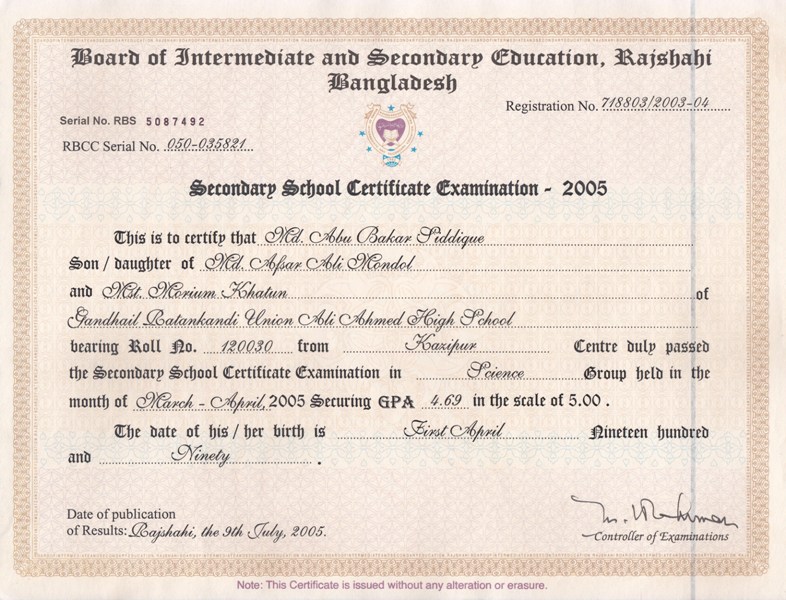 Board of Intermediate and Secondary Education, Rajshahi
Bangladesh
Registration No. 718803/2003-04
Serial No. RBS 5087492
RBCC Serial No. 050-035821
Secondary School Certificate Examination - 2005
This is to certify that Md. Abu Bakar Siddique
Son / daughter of Md. Afsar Ali Mondol
and Mst. Morium Khatun of
Gandhail Ratankandi Union Ali Ahmed High School
bearing Roll No. 120030 from Kazipur Centre duly passed
the Secondary School Certificate Examination in Science Group held in the
month of March - April, 2005 Securing GPA 4.69 in the scale of 5.00 .
The date of his / her birth is First April Nineteen hundred
and Ninety .
Date of publication
of Results: Rajshahi, the 9th July, 2005.
Controller of Examinations
Note: This Certificate is issued without any alteration or erasure.